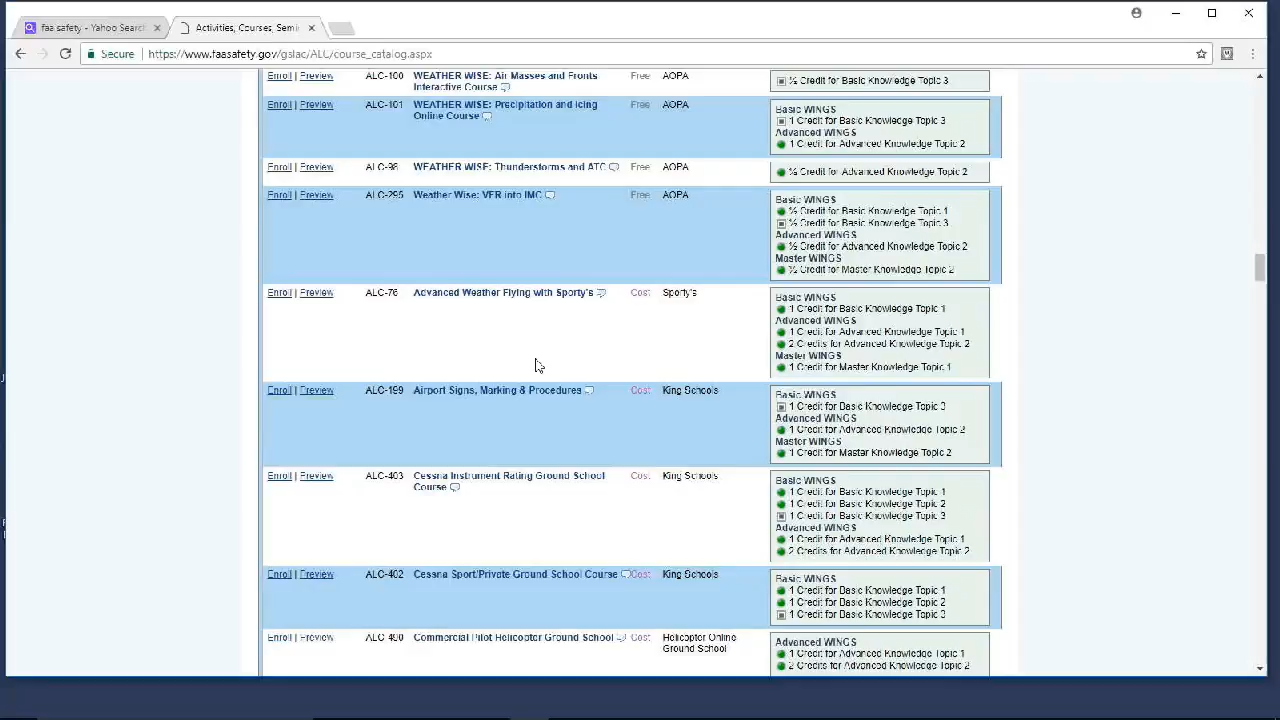 faa safety - Yahoo Search
Activities, Courses, Semi
Secure
https://www.faasafety.gov/gslac/ALC/course_catalog.aspx
Enroll | Preview ALC-100 WEATHER WISE: Air Masses and Fronts Free AOPA
Interactive Course
½ Credit for Basic Knowledge Topic 3
Enroll | Preview ALC-101 WEATHER WISE: Precipitation and Icing Free AOPA
Online Course
Basic WINGS
1 Credit for Basic Knowledge Topic 3
Advanced WINGS
1 Credit for Advanced Knowledge Topic 2
Enroll | Preview ALC-98 WEATHER WISE: Thunderstorms and ATC Free AOPA
½ Credit for Advanced Knowledge Topic 2
Enroll | Preview ALC-295 Weather Wise: VFR into IMC Free AOPA
Basic WINGS
½ Credit for Basic Knowledge Topic 1
½ Credit for Basic Knowledge Topic 3
Advanced WINGS
½ Credit for Advanced Knowledge Topic 2
Master WINGS
½ Credit for Master Knowledge Topic 2
Enroll | Preview ALC-76 Advanced Weather Flying with Sporty's Cost Sporty's
Basic WINGS
1 Credit for Basic Knowledge Topic 1
Advanced WINGS
1 Credit for Advanced Knowledge Topic 1
2 Credits for Advanced Knowledge Topic 2
Master WINGS
1 Credit for Master Knowledge Topic 1
Enroll | Preview ALC-199 Airport Signs, Marking & Procedures Cost King Schools
Basic WINGS
1 Credit for Basic Knowledge Topic 3
Advanced WINGS
1 Credit for Advanced Knowledge Topic 2
Master WINGS
1 Credit for Master Knowledge Topic 2
Enroll | Preview ALC-403 Cessna Instrument Rating Ground School Cost King Schools
Course
Basic WINGS
1 Credit for Basic Knowledge Topic 1
1 Credit for Basic Knowledge Topic 2
1 Credit for Basic Knowledge Topic 3
Advanced WINGS
1 Credit for Advanced Knowledge Topic 1
2 Credits for Advanced Knowledge Topic 2
Enroll | Preview ALC-402 Cessna Sport/Private Ground School Course Cost King Schools
Basic WINGS
1 Credit for Basic Knowledge Topic 1
1 Credit for Basic Knowledge Topic 2
1 Credit for Basic Knowledge Topic 3
Enroll | Preview ALC-490 Commercial Pilot Helicopter Ground School Cost Helicopter Online
Ground School
Advanced WINGS
1 Credit for Advanced Knowledge Topic 1
2 Credits for Advanced Knowledge Topic 2